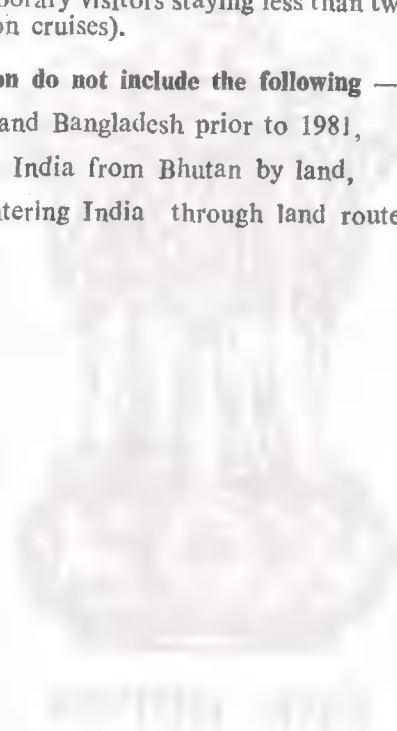 porary visitors staying less than tw
on cruises).
on do not include the following —
and Bangladesh prior to 1981,
India from Bhutan by land,
tering India through land route